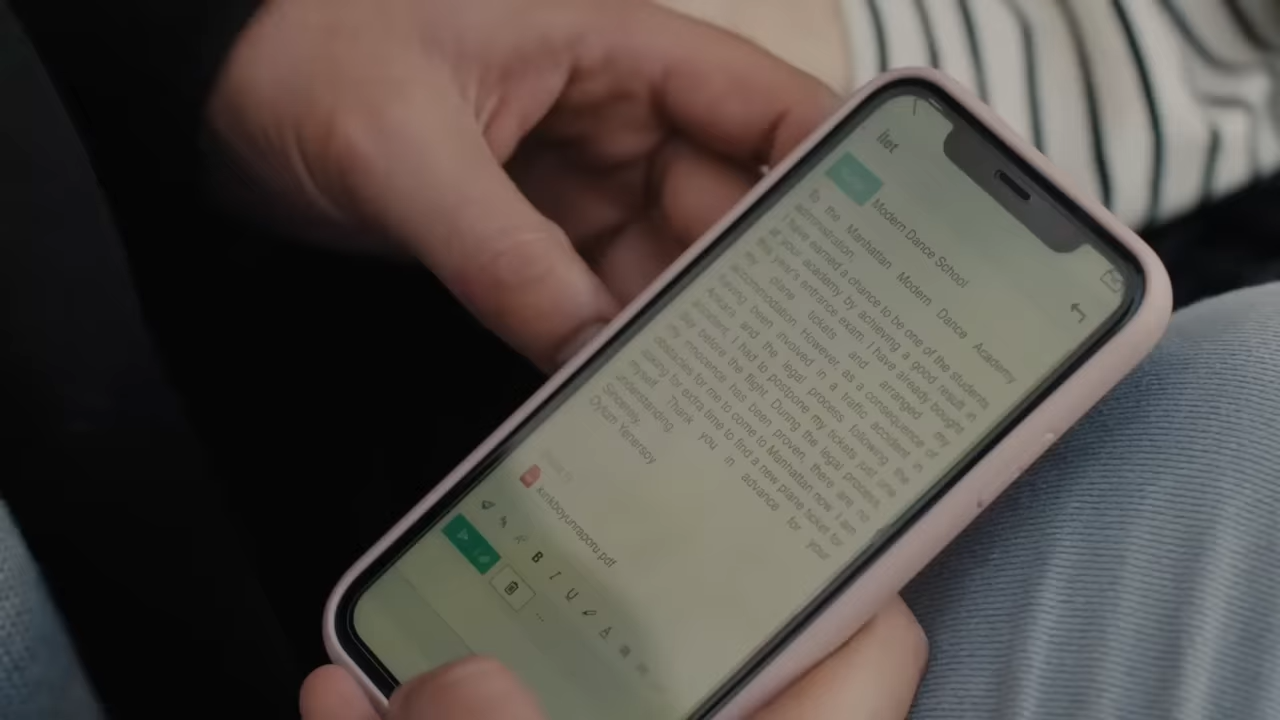 İlet
Modern Dance School
To the Manhattan Modern Dance Academy
administration,
I have earned a chance to be one of the students
at your academy by achieving a good result in
this year's entrance exam. I have already bought
my plane tickets and arranged my
accommodation. However, as a consequence of
having been involved in a traffic accident in
Ankara and the legal process following the
accident, I had to postpone my tickets just one
day before the flight. During the legal process,
my innocence has been proven, there are no
obstacles for me to come to Manhattan now. I am
asking for extra time to find a new plane ticket for
myself. Thank you in advance for your
understanding.
Sincerely,
Yenersoy
B I U A